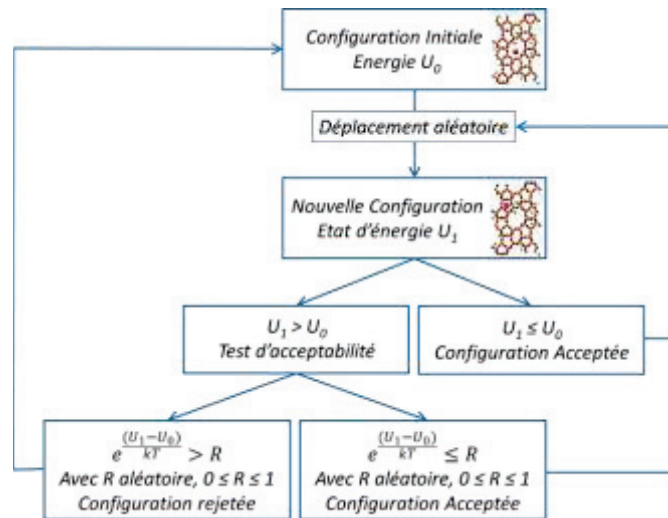 Configuration Initiale
Energie U₀
Déplacement aléatoire
Nouvelle Configuration
Etat d'énergie U₁
U₁ > U₀
Test d'acceptabilité
U₁ ≤ U₀
Configuration Acceptée
e^((U₁−U₀)/kT) > R
Avec R aléatoire, 0 ≤ R ≤ 1
Configuration rejetée
e^((U₁−U₀)/kT) ≤ R
Avec R aléatoire, 0 ≤ R ≤ 1
Configuration Acceptée